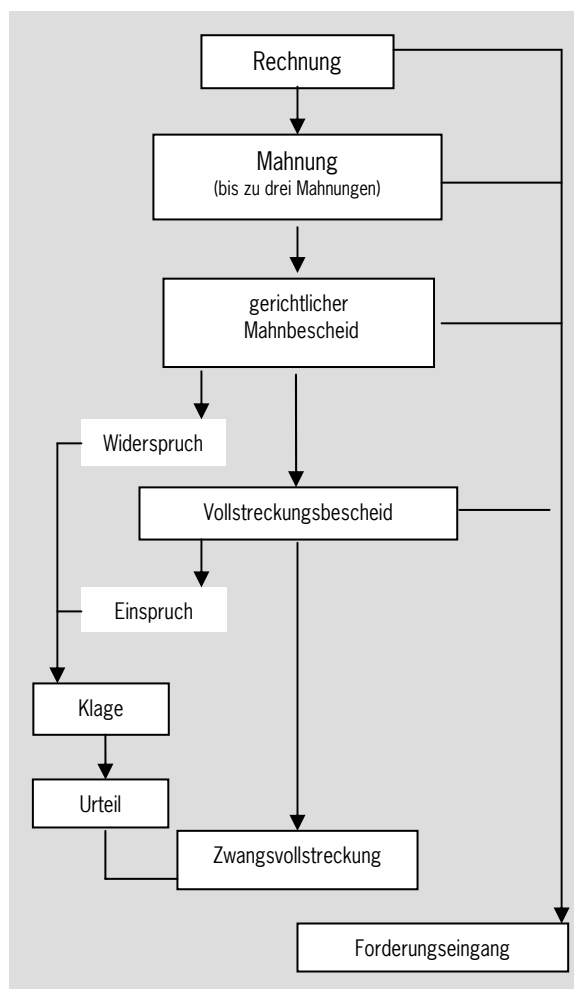 Rechnung
Mahnung
(bis zu drei Mahnungen)
gerichtlicher
Mahnbescheid
Widerspruch
Vollstreckungsbescheid
Einspruch
Klage
Urteil
Zwangsvollstreckung
Forderungseingang